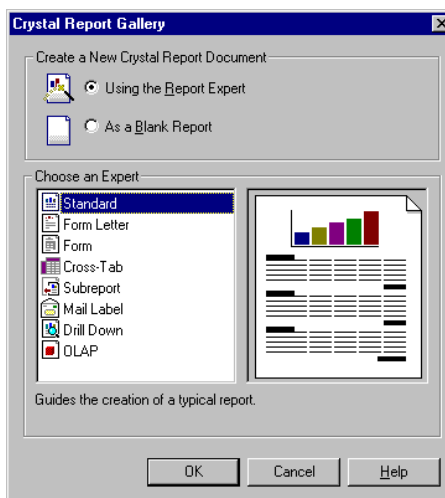 Crystal Report Gallery
Create a New Crystal Report Document
Using the Report Expert
As a Blank Report
Choose an Expert
Standard
Form Letter
Form
Cross-Tab
Subreport
Mail Label
Drill Down
OLAP
Guides the creation of a typical report.
OK Cancel Help